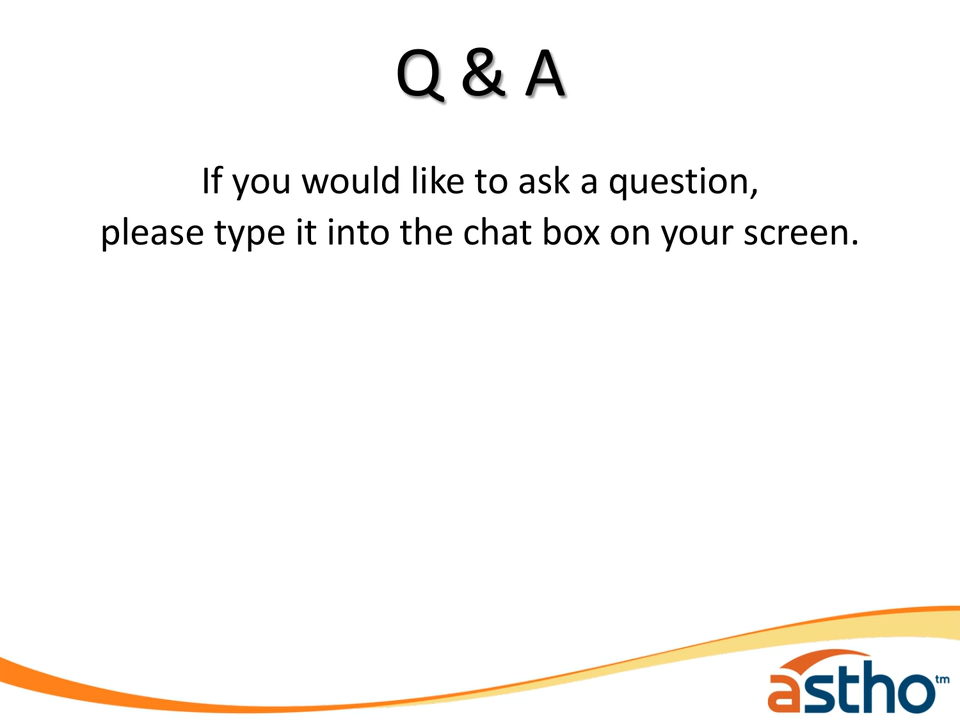 Q & A
If you would like to ask a question,
please type it into the chat box on your screen.
astho™